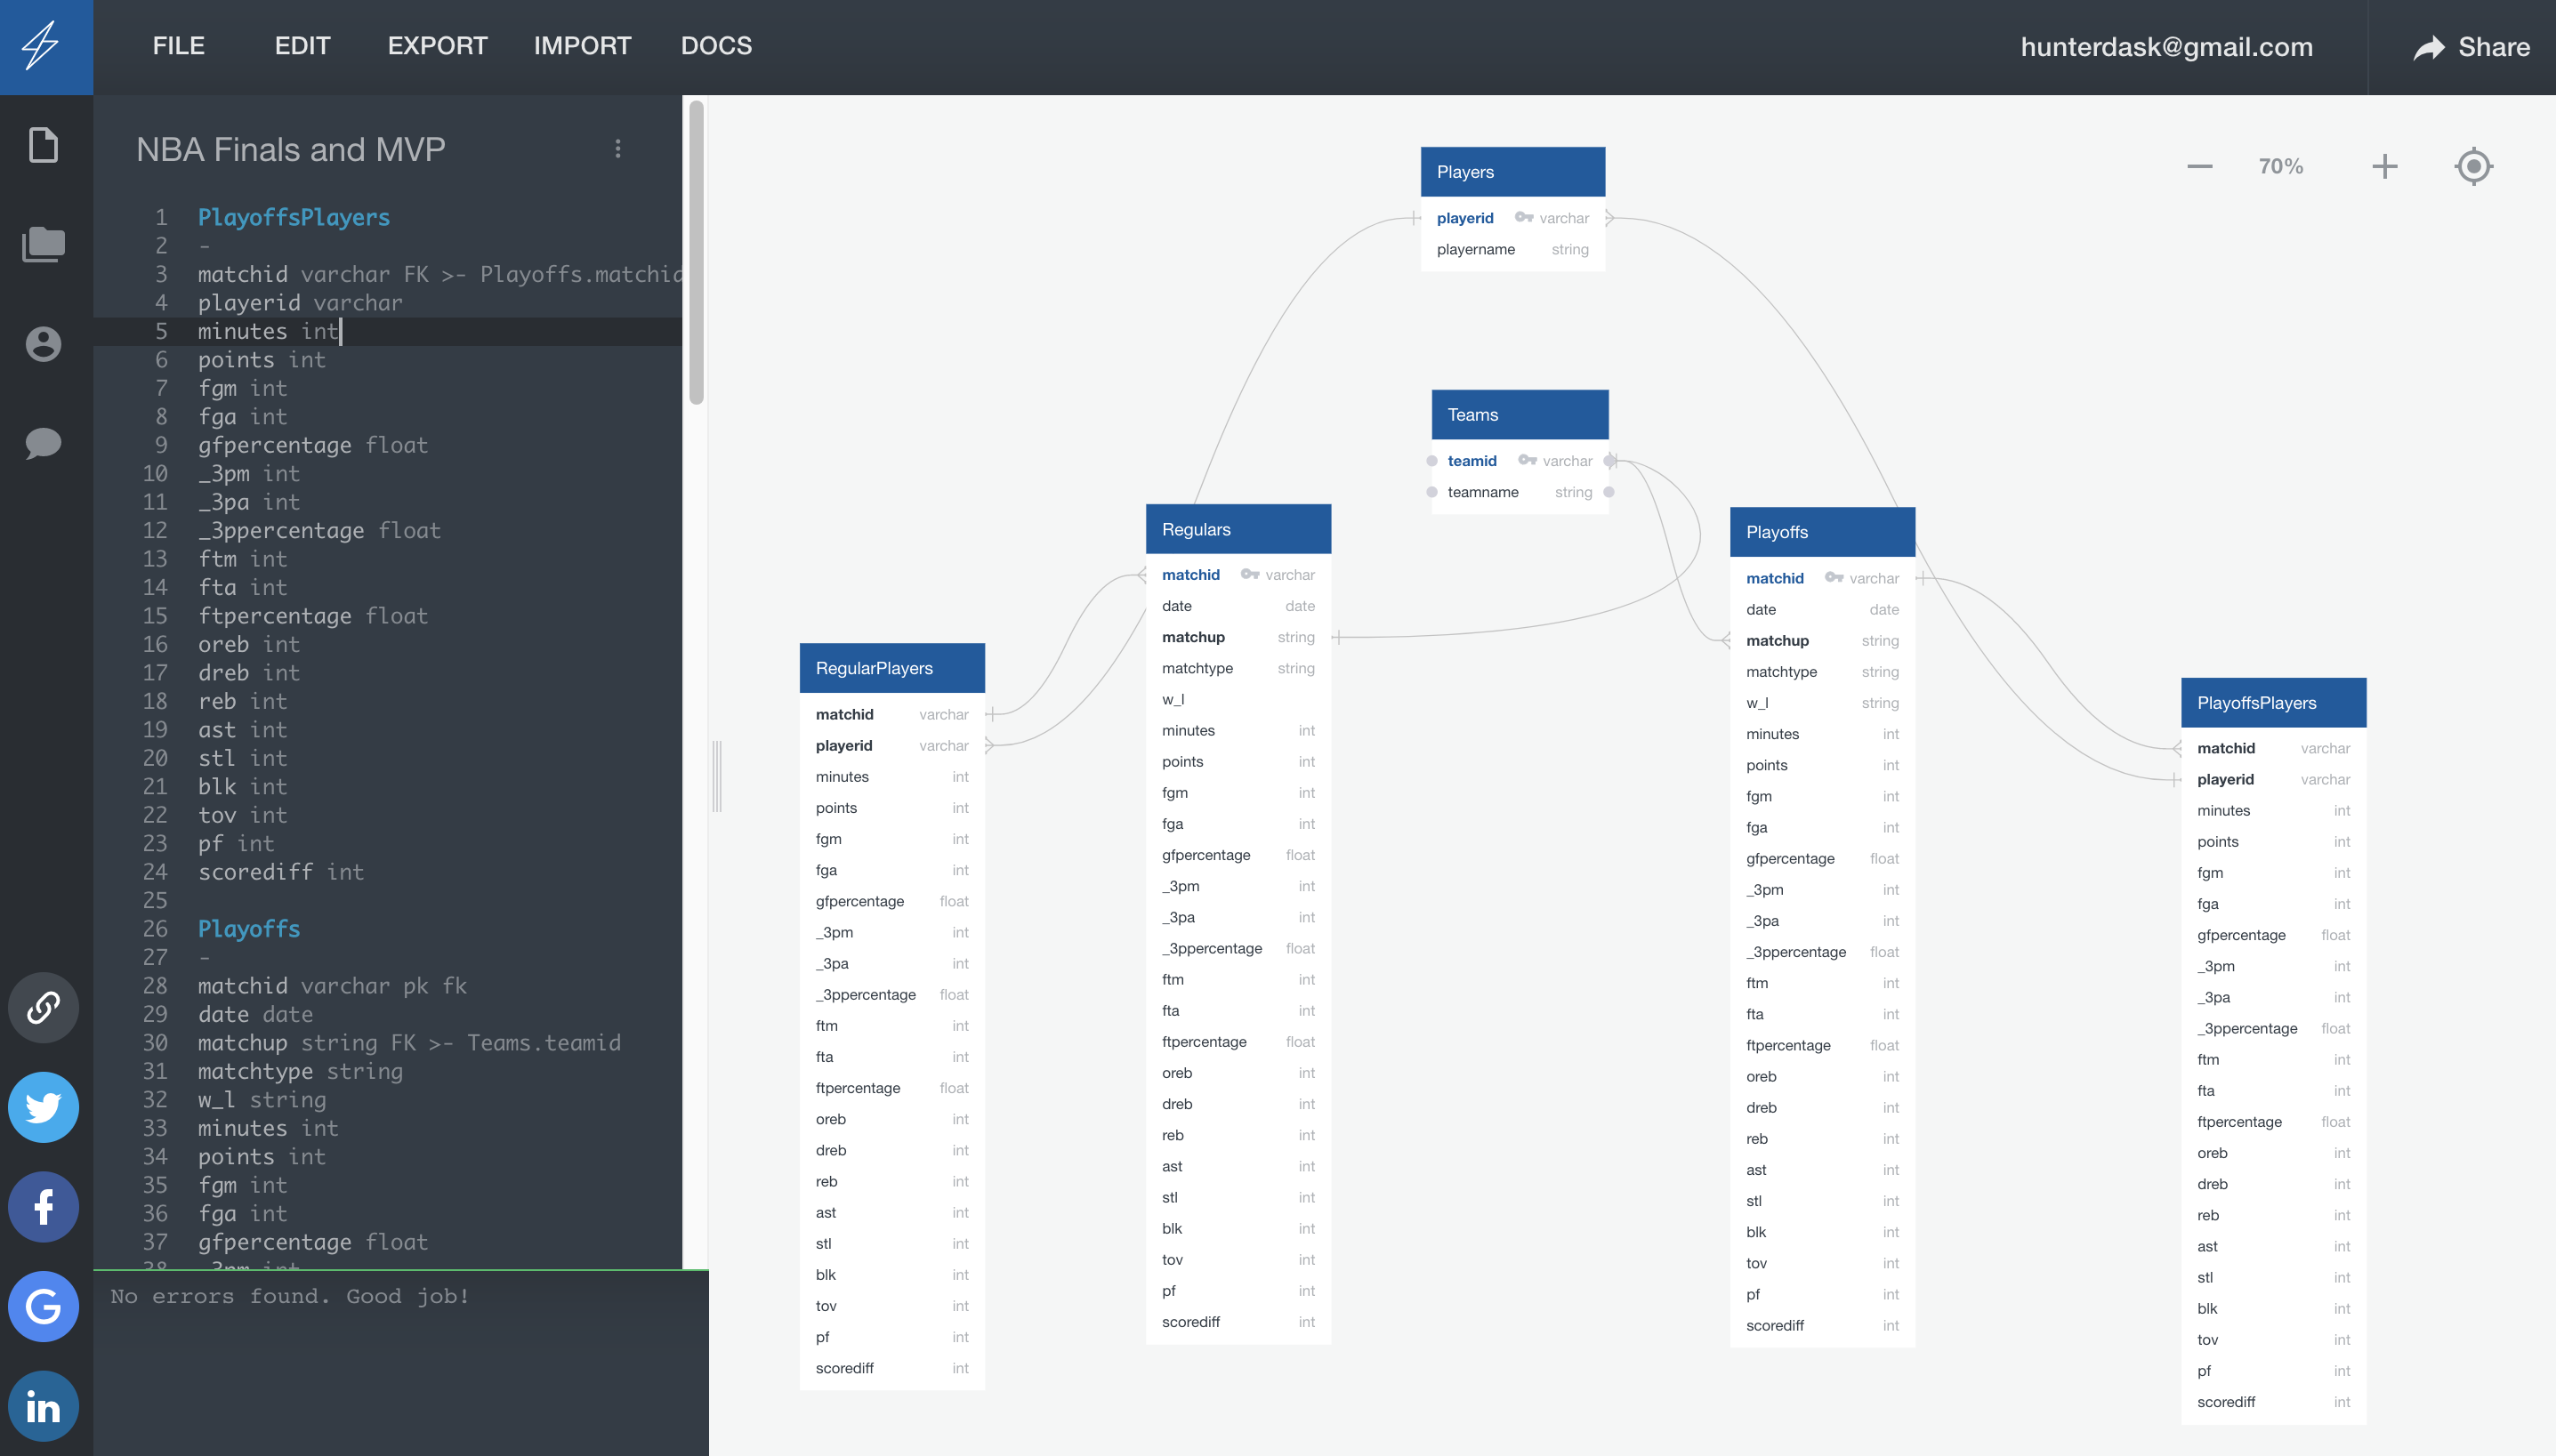 FILE EDIT EXPORT IMPORT DOCS hunterdask@gmail.com Share
NBA Finals and MVP
1 PlayoffsPlayers
2 -
3 matchid varchar FK >- Playoffs.matchid
4 playerid varchar
5 minutes int
6 points int
7 fgm int
8 fga int
9 gfpercentage float
10 _3pm int
11 _3pa int
12 _3ppercentage float
13 ftm int
14 fta int
15 ftpercentage float
16 oreb int
17 dreb int
18 reb int
19 ast int
20 stl int
21 blk int
22 tov int
23 pf int
24 scorediff int
25
26 Playoffs
27 -
28 matchid varchar pk fk
29 date date
30 matchup string FK >- Teams.teamid
31 matchtype string
32 w_l string
33 minutes int
34 points int
35 fgm int
36 fga int
37 gfpercentage float
38 _3pm int
No errors found. Good job!
70%
Players
playerid varchar
playername string
Teams
teamid varchar
teamname string
RegularPlayers
matchid varchar
playerid varchar
minutes int
points int
fgm int
fga int
gfpercentage float
_3pm int
_3pa int
_3ppercentage float
ftm int
fta int
ftpercentage float
oreb int
dreb int
reb int
ast int
stl int
blk int
tov int
pf int
scorediff int
Regulars
matchid varchar
date date
matchup string
matchtype string
w_l
minutes int
points int
fgm int
fga int
gfpercentage float
_3pm int
_3pa int
_3ppercentage float
ftm int
fta int
ftpercentage float
oreb int
dreb int
reb int
ast int
stl int
blk int
tov int
pf int
scorediff int
Playoffs
matchid varchar
date date
matchup string
matchtype string
w_l string
minutes int
points int
fgm int
fga int
gfpercentage float
_3pm int
_3pa int
_3ppercentage float
ftm int
fta int
ftpercentage float
oreb int
dreb int
reb int
ast int
stl int
blk int
tov int
pf int
scorediff int
PlayoffsPlayers
matchid varchar
playerid varchar
minutes int
points int
fgm int
fga int
gfpercentage float
_3pm int
_3pa int
_3ppercentage float
ftm int
fta int
ftpercentage float
oreb int
dreb int
reb int
ast int
stl int
blk int
tov int
pf int
scorediff int